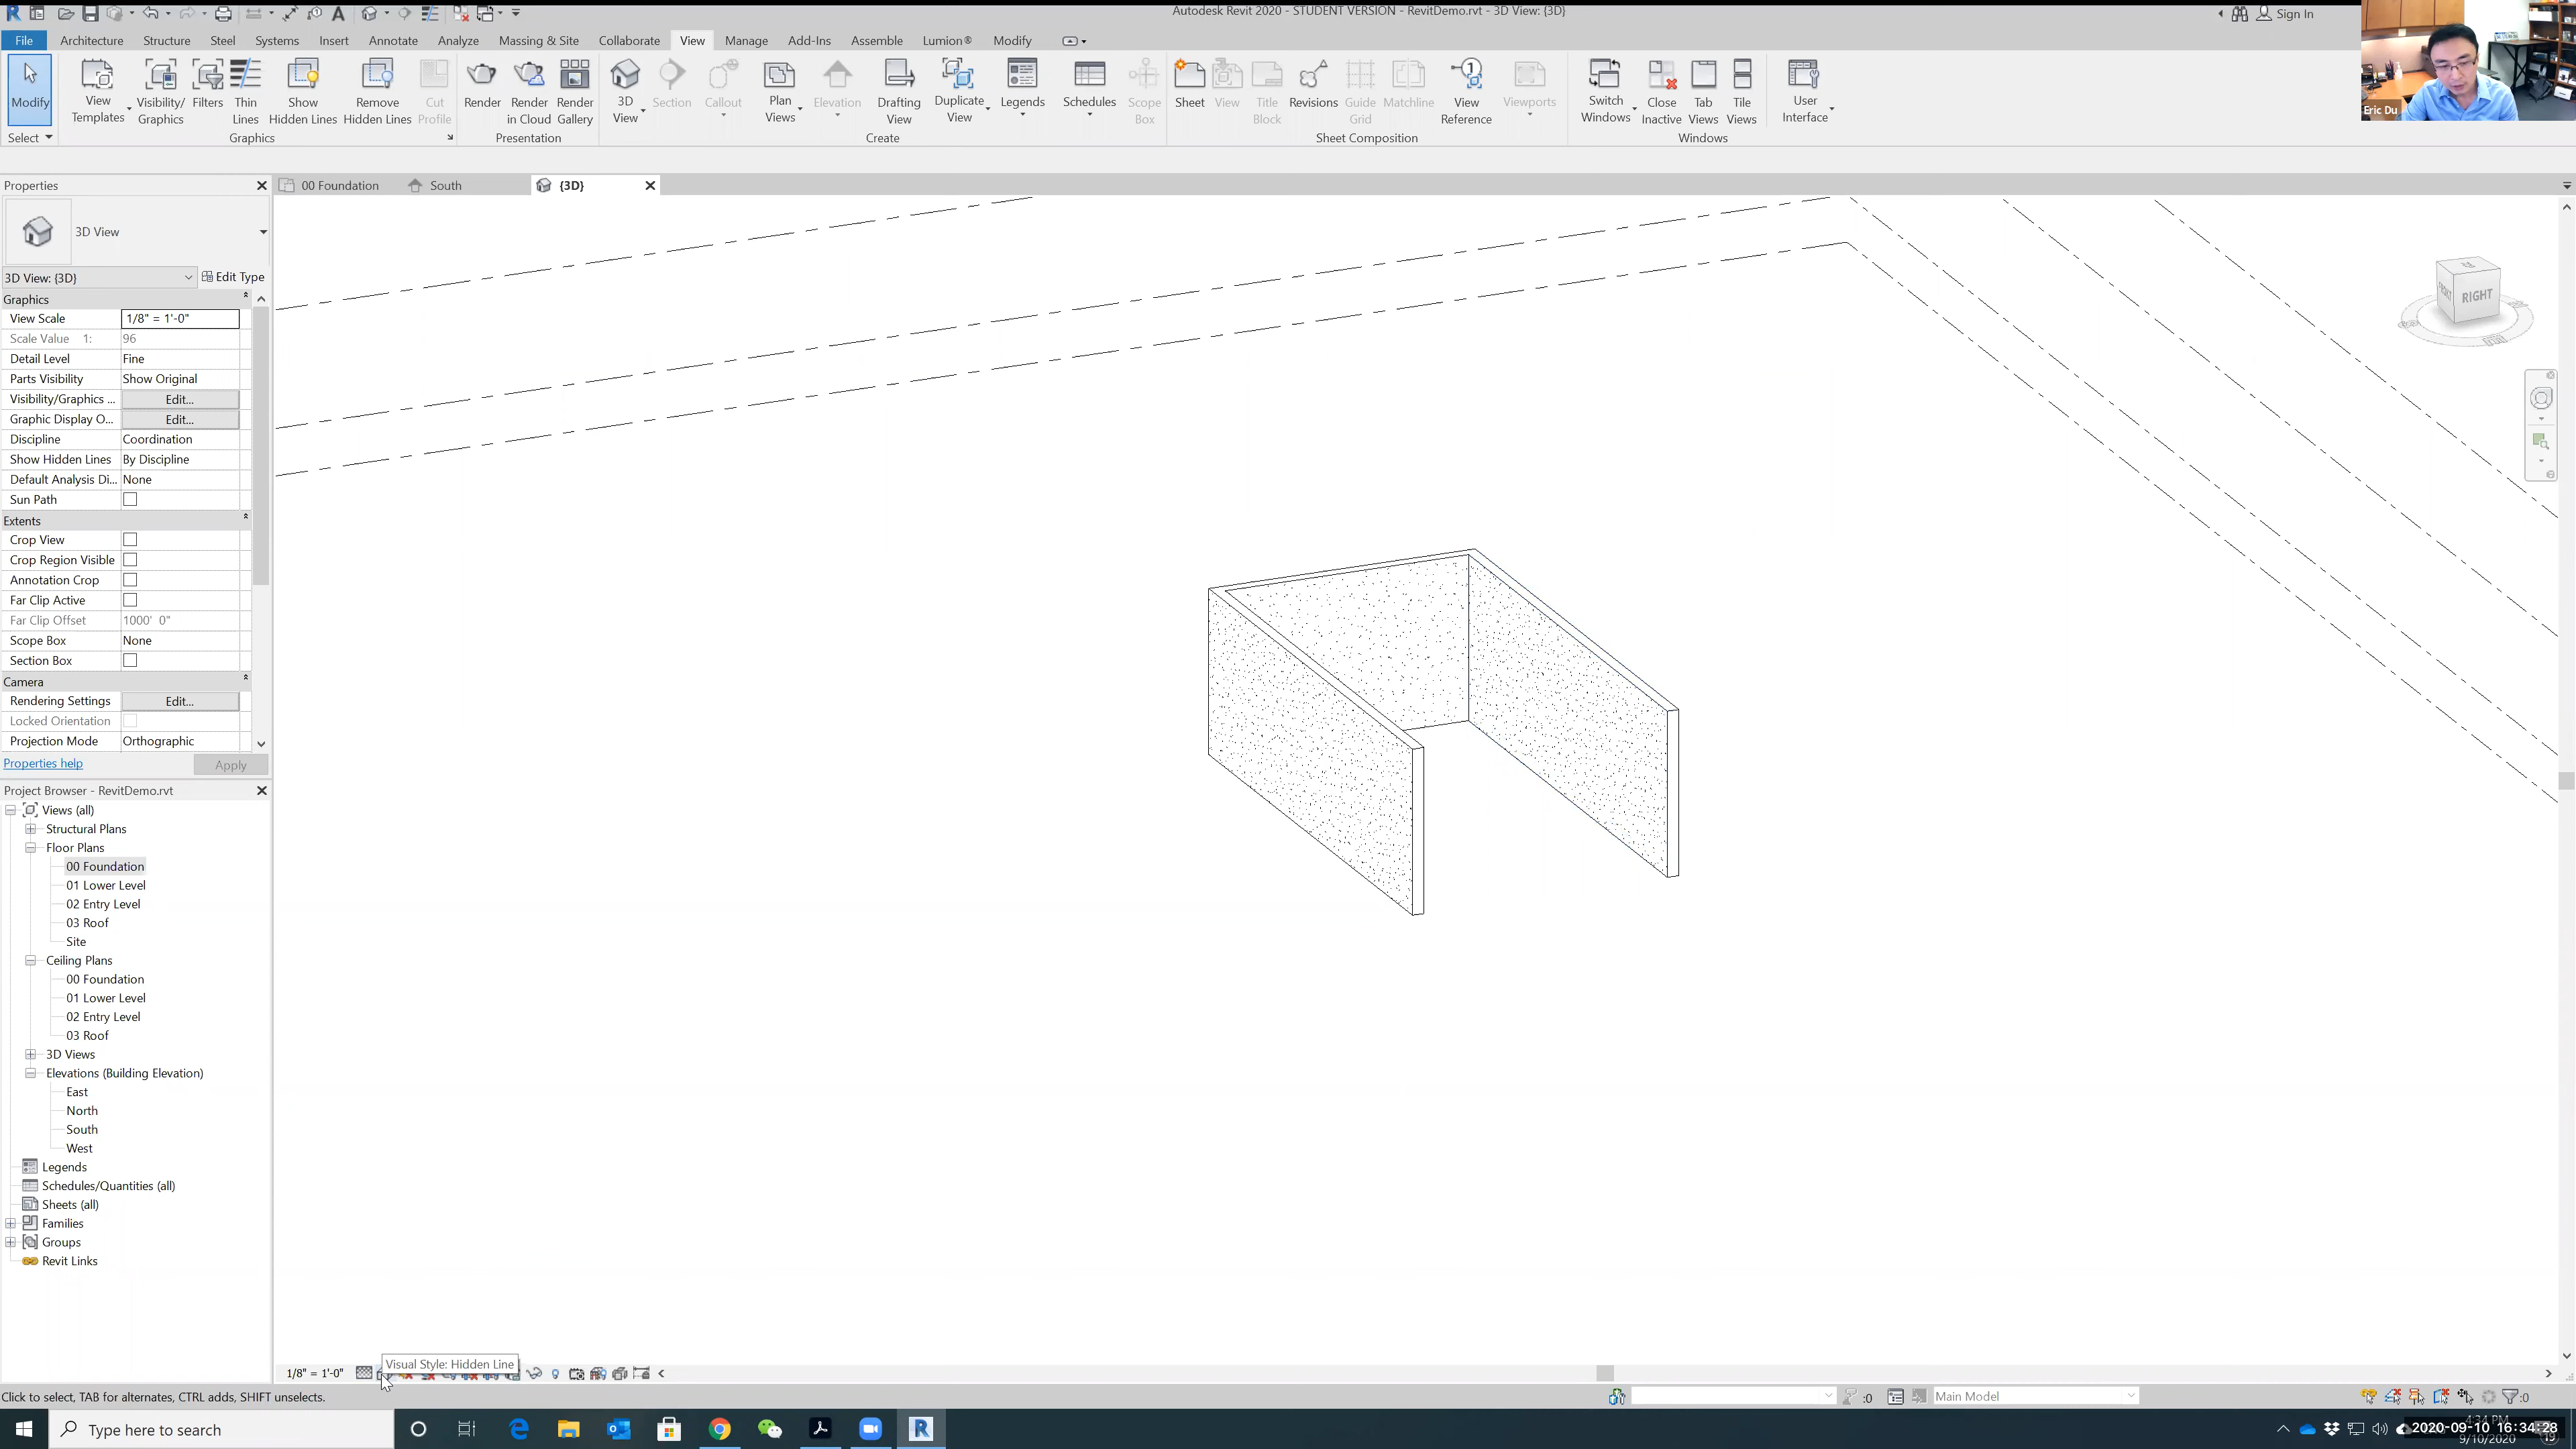 Autodesk Revit 2020 - STUDENT VERSION - RevitDemo.rvt - 3D View: {3D}
Sign In
File Architecture Structure Steel Systems Insert Annotate Analyze Massing & Site Collaborate View Manage Add-Ins Assemble Lumion® Modify
Modify
View Templates
Visibility/ Graphics
Filters
Thin Lines
Show Hidden Lines
Remove Hidden Lines
Cut Profile
Render
Render in Cloud
Render Gallery
3D View
Section
Callout
Plan Views
Elevation
Drafting View
Duplicate View
Legends
Schedules
Scope Box
Sheet
View
Title Block
Revisions
Guide Grid
Matchline
View Reference
Viewports
Switch Windows
Close Inactive
Tab Views
Tile Views
User Interface
Eric Du
Select
Graphics
Presentation
Create
Sheet Composition
Windows
Properties
00 Foundation
South
{3D}
3D View
3D View: {3D}
Edit Type
Graphics
View Scale 1/8" = 1'-0"
Scale Value 1: 96
Detail Level Fine
Parts Visibility Show Original
Visibility/Graphics ... Edit...
Graphic Display O... Edit...
Discipline Coordination
Show Hidden Lines By Discipline
Default Analysis Di... None
Sun Path
Extents
Crop View
Crop Region Visible
Annotation Crop
Far Clip Active
Far Clip Offset 1000' 0"
Scope Box None
Section Box
Camera
Rendering Settings Edit...
Locked Orientation
Projection Mode Orthographic
Properties help
Apply
RIGHT
FRONT
Project Browser - RevitDemo.rvt
Views (all)
Structural Plans
Floor Plans
00 Foundation
01 Lower Level
02 Entry Level
03 Roof
Site
Ceiling Plans
00 Foundation
01 Lower Level
02 Entry Level
03 Roof
3D Views
Elevations (Building Elevation)
East
North
South
West
Legends
Schedules/Quantities (all)
Sheets (all)
Families
Groups
Revit Links
Visual Style: Hidden Line
1/8" = 1'-0"
Click to select, TAB for alternates, CTRL adds, SHIFT unselects.
:0
Main Model
:0
Type here to search
4:34 PM
2020-09-10 16:34:28
9/10/2020
19